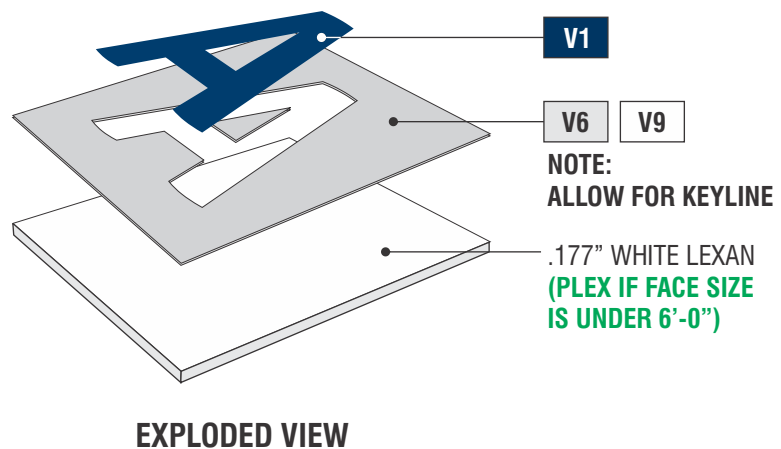 V1
V6 V9
NOTE:
ALLOW FOR KEYLINE
.177” WHITE LEXAN
(PLEX IF FACE SIZE
IS UNDER 6’-0”)
EXPLODED VIEW